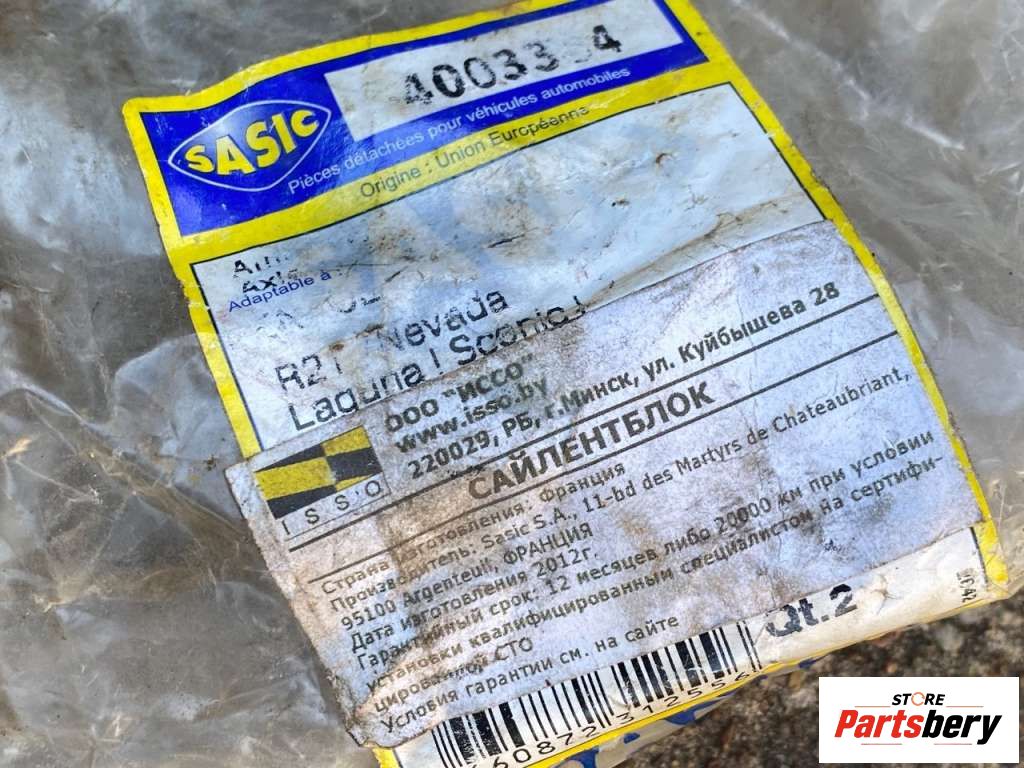 SASIC
Pièces détachées pour véhicules automobiles
Origine : Union Européenne
Adaptable à
Nevada
Laguna I Scenic I
ISSO
ООО "ИССО"
www.isso.by
220029, РБ, г.Минск, ул. Куйбышева 28
САЙЛЕНТБЛОК
Страна изготовления: Франция
Производитель: Sasic S.A., 11-bd des Martyrs de Chateaubriant,
95100 Argenteuil, ФРАНЦИЯ
Дата изготовления 2012г.
Гарантийный срок: 12 месяцев либо 20000 км при условии
установки квалифицированным специалистом на сертифи-
цированной СТО
Условия гарантии см. на сайте
Qt.2
STORE
Partsbery